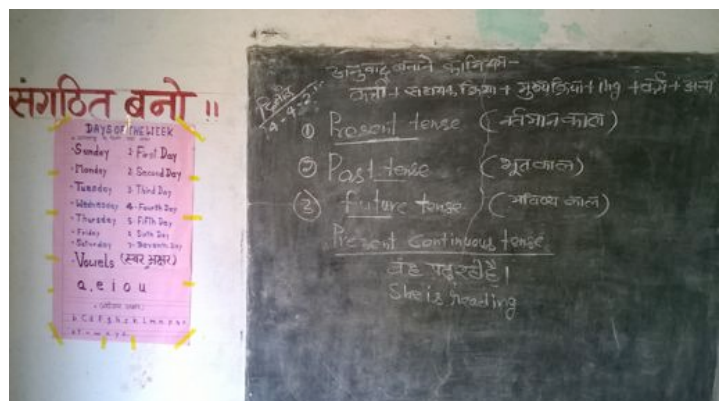 संगठित बनो ॥
DAYS OF THE WEEK
Sunday 1. First Day
Monday 2. Second Day
Tuesday 3. Third Day
Wednesday 4. Fourth Day
Thursday 5. Fifth Day
Friday 6. Sixth Day
Saturday 7. Seventh Day
Vowels (स्वर अक्षर)
a, e i o u
अनुवाद बनाने
कर्ता + सहायक क्रिया + मुख्यक्रिया + ing + कर्म + अन्य
① Present tense (वर्तमान काल)
② Past tense (भूतकाल)
③ future tense (भविष्य काल)
Present continuous tense
वह पढ़ रही है।
She is reading